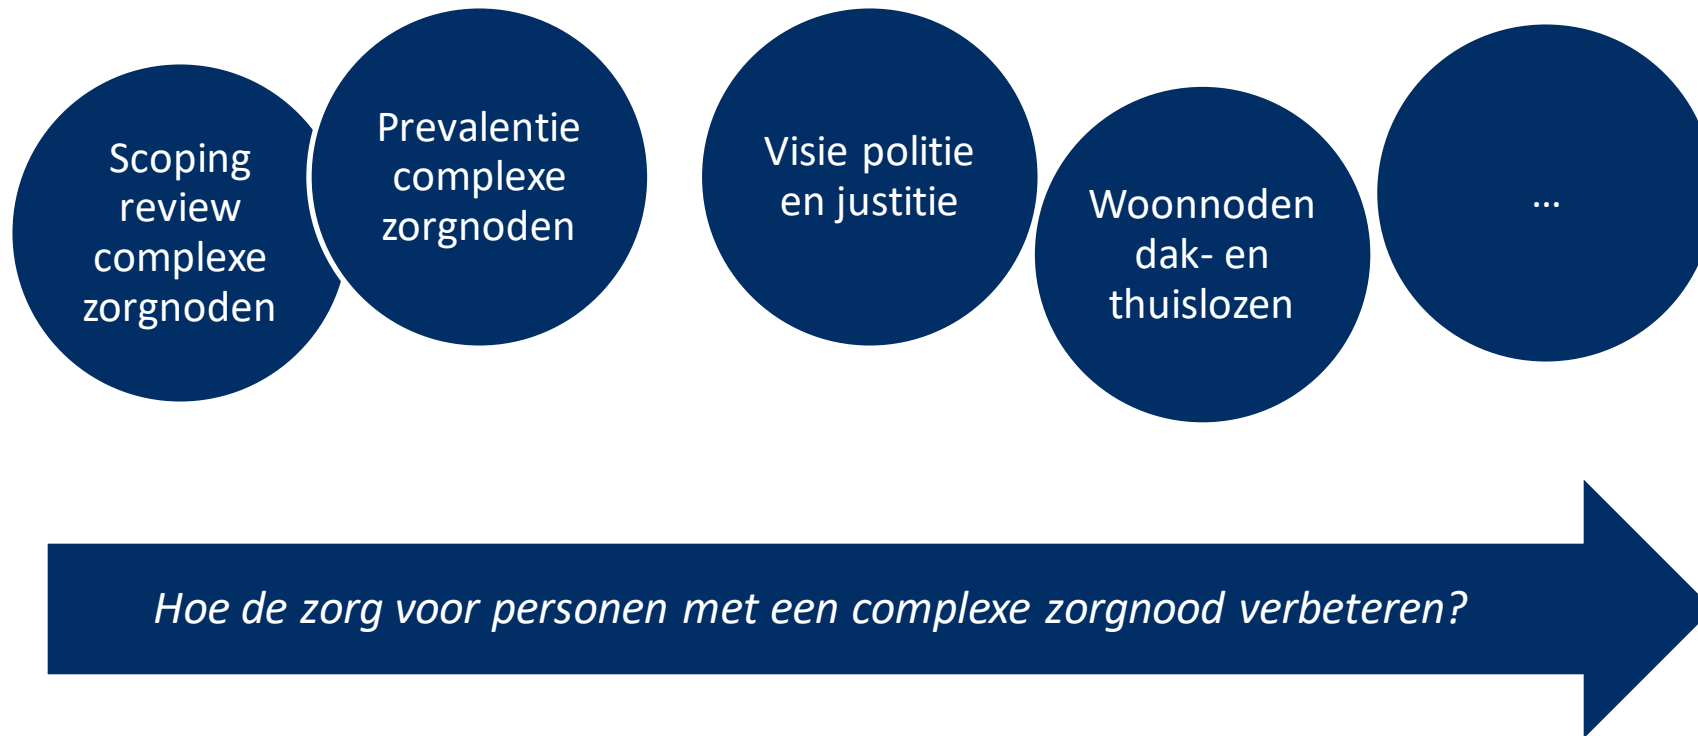 Scoping
review
complexe
zorgnoden
Prevalentie
complexe
zorgnoden
Visie politie
en justitie
Woonnoden
dak- en
thuislozen
...
Hoe de zorg voor personen met een complexe zorgnood verbeteren?